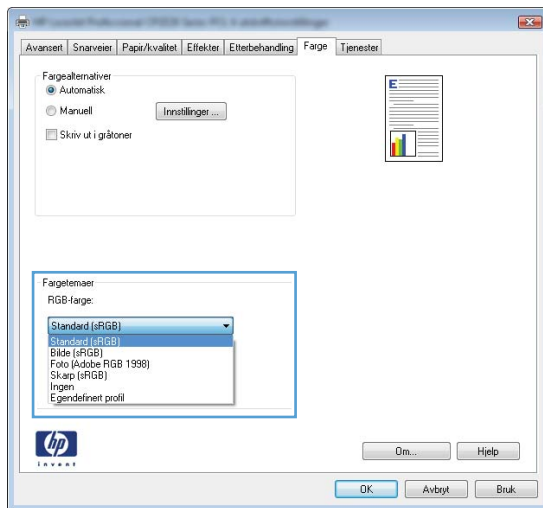 Avansert Snarveier Papir/kvalitet Effekter Etterbehandling Farge Tjenester
Fargealternativer
Automatisk
Manuell
Innstillinger ...
Skriv ut i gråtoner
E
Fargetemaer
RGB-farge:
Standard (sRGB)
Standard (sRGB)
Bilde (sRGB)
Foto (Adobe RGB 1998)
Skarp (sRGB)
Ingen
Egendefinert profil
hp
invent
Om... Hjelp
OK Avbryt Bruk